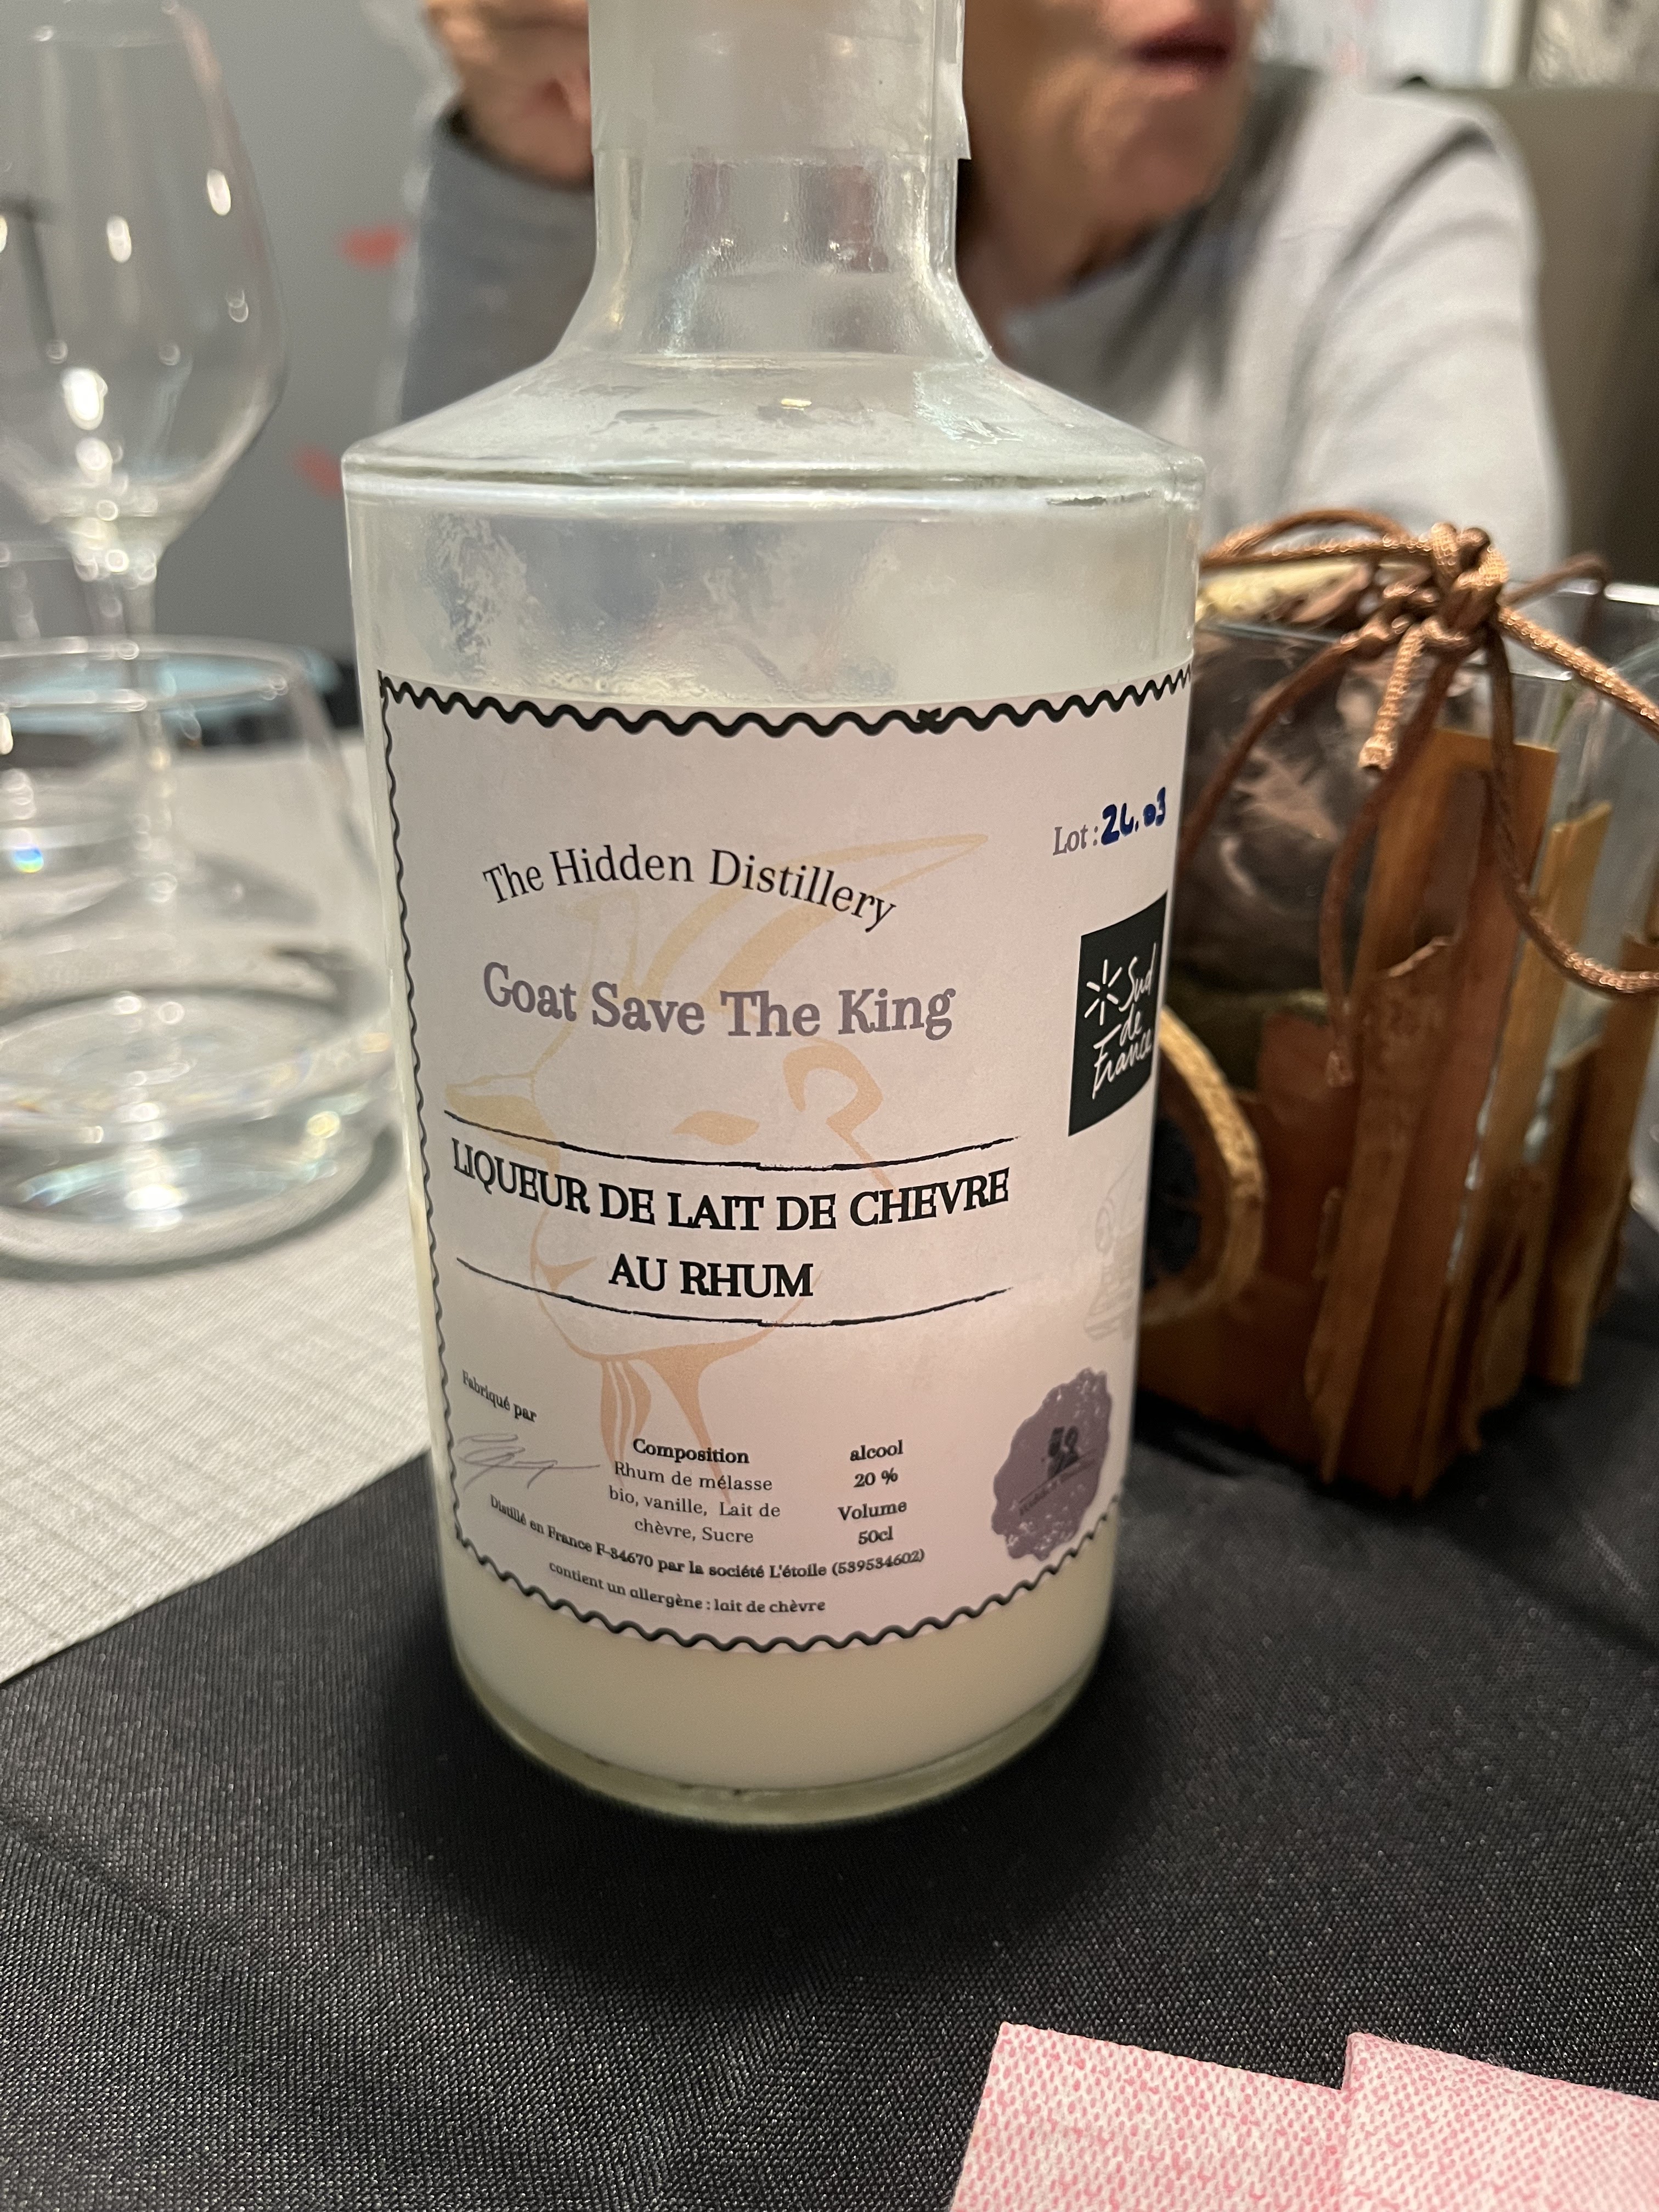 The Hidden Distillery
Lot : 26.03
Goat Save The King
Sud
de
France
LIQUEUR DE LAIT DE CHEVRE
AU RHUM
Fabriqué par
Composition
Rhum de mélasse
bio, vanille, Lait de
chèvre, Sucre
alcool
20 %
Volume
50cl
Distillé en France F-34670 par la société L'étoile (539534602)
contient un allergène : lait de chèvre